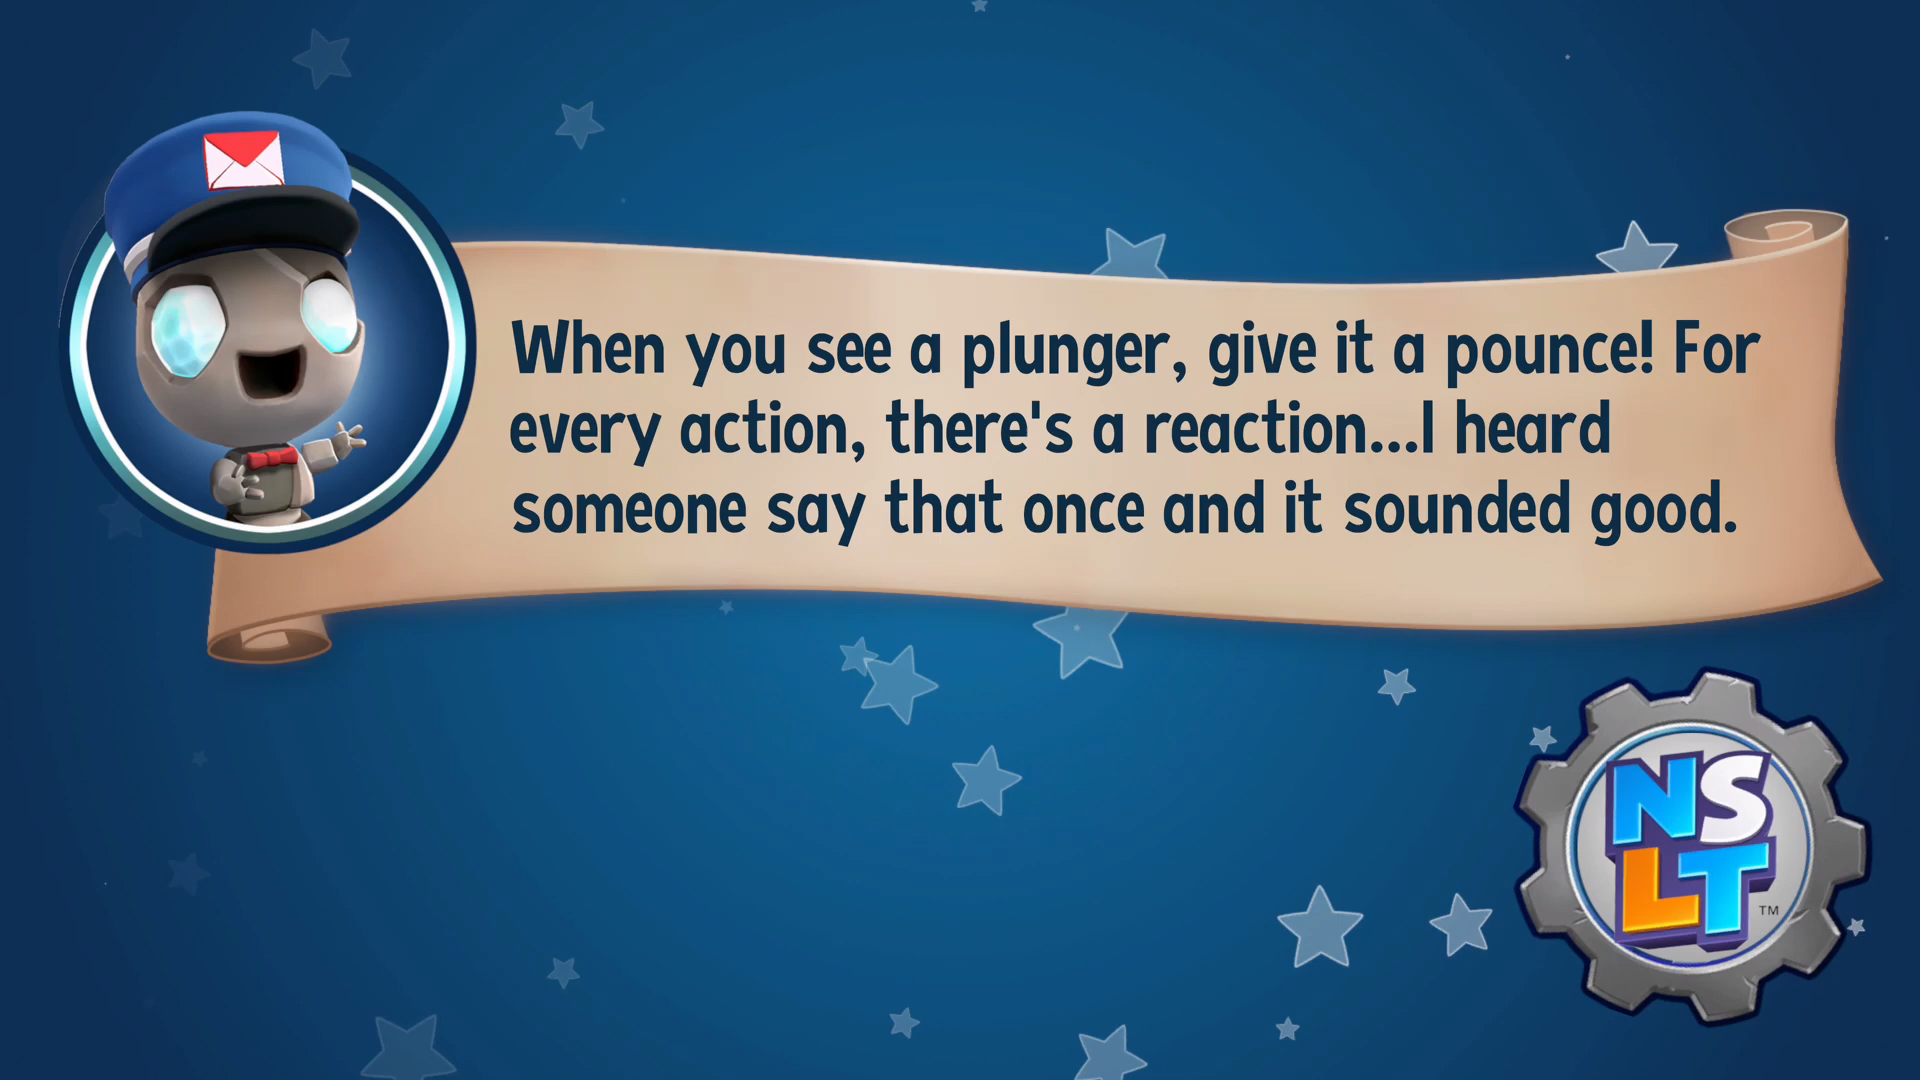 When you see a plunger, give it a pounce! For
every action, there's a reaction...I heard
someone say that once and it sounded good.
NS
LT
TM